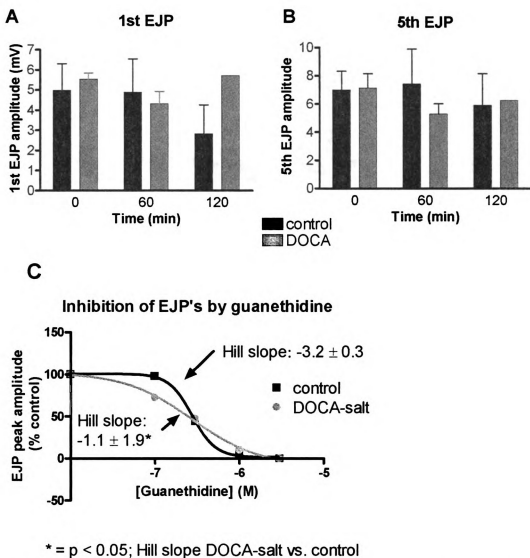 A
1st EJP
1st EJP amplitude (mV)
7
6
5
4
3
2
1
0
0 60 120
Time (min)
B
5th EJP
5th EJP amplitude
12
10
8
6
4
2
0
0 60 120
Time (min)
control
DOCA
C
Inhibition of EJP's by guanethidine
EJP peak amplitude
(% control)
150
100
50
0
-50
Hill slope: -3.2 ± 0.3
control
DOCA-salt
Hill slope:
-1.1 ± 1.9*
-7 -6 -5
[Guanethidine] (M)
* = p < 0.05; Hill slope DOCA-salt vs. control